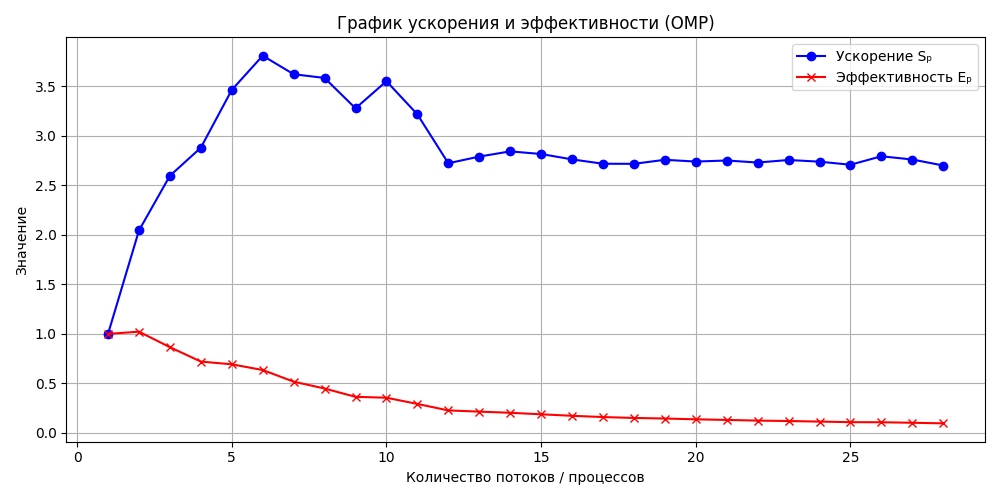 График ускорения и эффективности (OMP)
Ускорение Sₚ
Эффективность Eₚ
3.5
3.0
2.5
2.0
1.5
1.0
0.5
0.0
Значение
0 5 10 15 20 25
Количество потоков / процессов